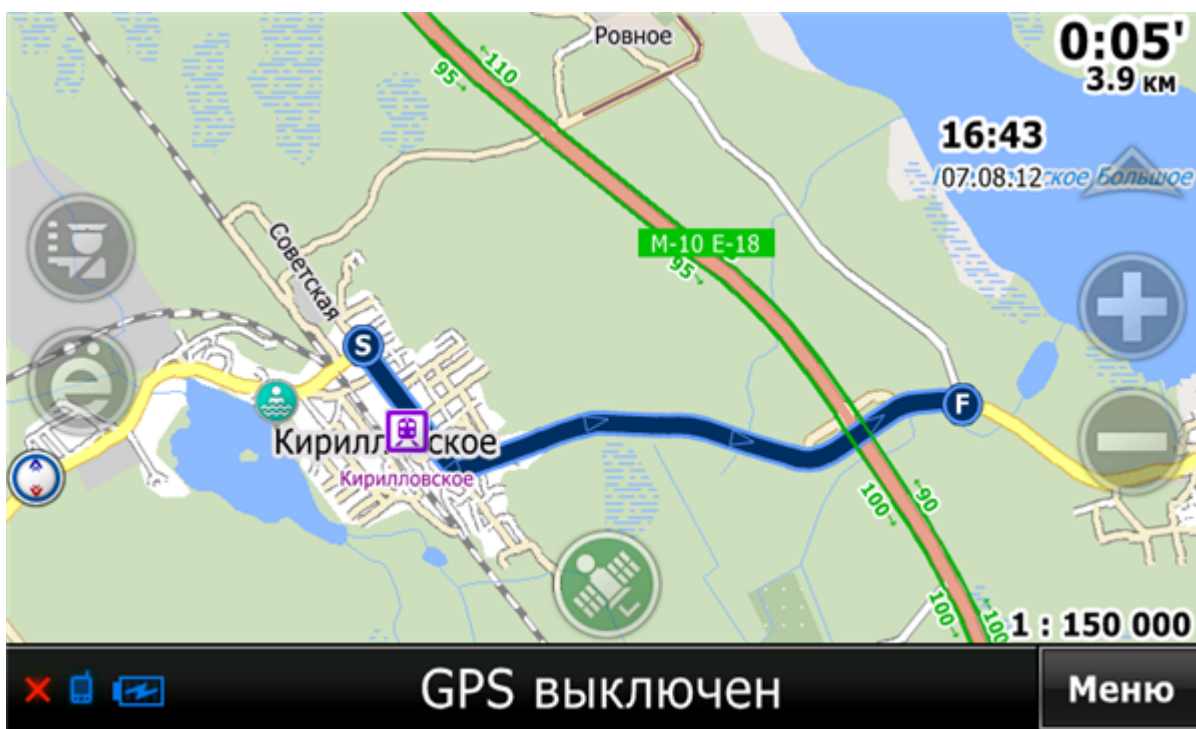 Ровное
0:05'
3.9 км
←110
95→
16:43
07.08.12
кое Большое
Советская
М-10 Е-18
95→
S
F
ё
Кирилл
ское
Кирилловское
←90
100→
100→
←100
1 : 150 000
GPS выключен
Меню